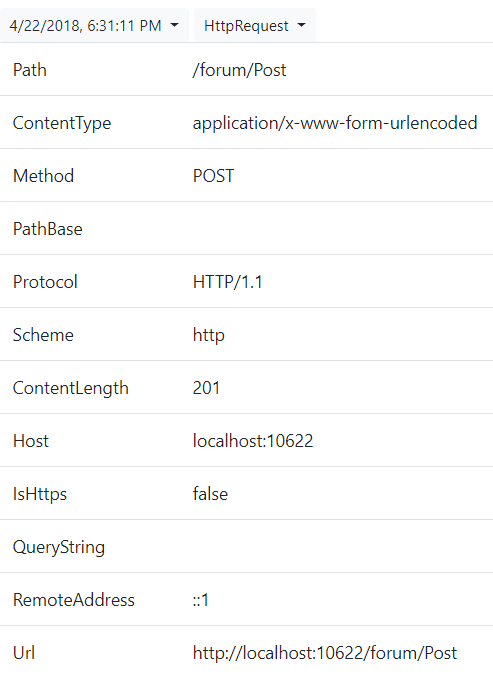 4/22/2018, 6:31:11 PM HttpRequest
Path /forum/Post
ContentType application/x-www-form-urlencoded
Method POST
PathBase
Protocol HTTP/1.1
Scheme http
ContentLength 201
Host localhost:10622
IsHttps false
QueryString
RemoteAddress ::1
Url http://localhost:10622/forum/Post